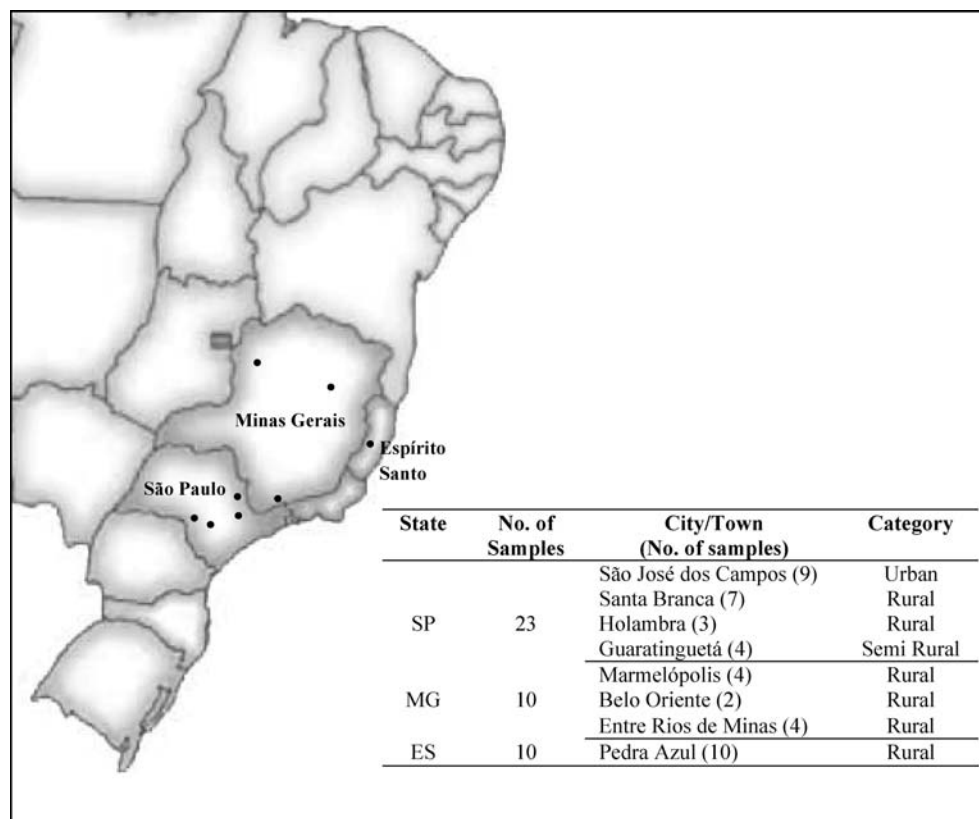 Minas Gerais
Espírito
Santo
São Paulo
State No. of Samples City/Town (No. of samples) Category
SP 23 São José dos Campos (9) Urban
Santa Branca (7) Rural
Holambra (3) Rural
Guaratinguetá (4) Semi Rural
MG 10 Marmelópolis (4) Rural
Belo Oriente (2) Rural
Entre Rios de Minas (4) Rural
ES 10 Pedra Azul (10) Rural